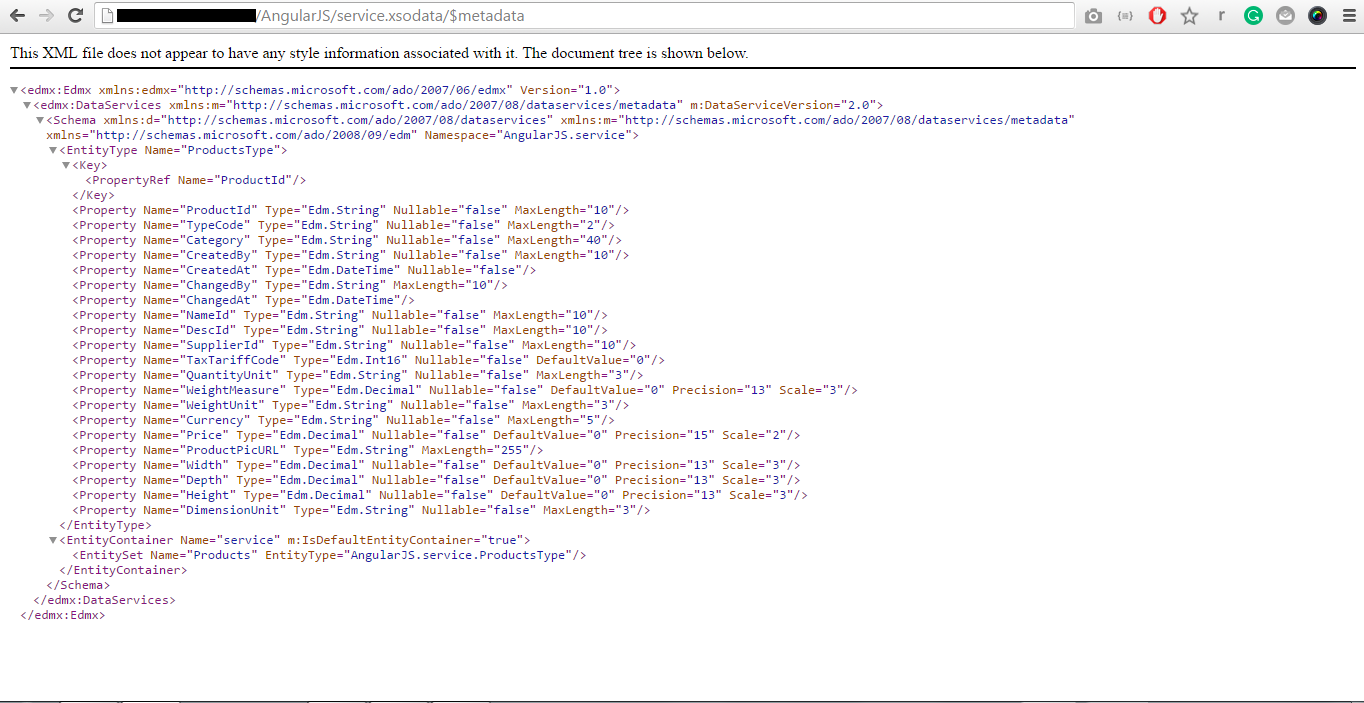 /AngularJS/service.xsodata/$metadata
This XML file does not appear to have any style information associated with it. The document tree is shown below.
<edmx:Edmx xmlns:edmx="http://schemas.microsoft.com/ado/2007/06/edmx" Version="1.0">
<edmx:DataServices xmlns:m="http://schemas.microsoft.com/ado/2007/08/dataservices/metadata" m:DataServiceVersion="2.0">
<Schema xmlns:d="http://schemas.microsoft.com/ado/2007/08/dataservices" xmlns:m="http://schemas.microsoft.com/ado/2007/08/dataservices/metadata"
xmlns="http://schemas.microsoft.com/ado/2008/09/edm" Namespace="AngularJS.service">
<EntityType Name="ProductsType">
<Key>
<PropertyRef Name="ProductId"/>
</Key>
<Property Name="ProductId" Type="Edm.String" Nullable="false" MaxLength="10"/>
<Property Name="TypeCode" Type="Edm.String" Nullable="false" MaxLength="2"/>
<Property Name="Category" Type="Edm.String" Nullable="false" MaxLength="40"/>
<Property Name="CreatedBy" Type="Edm.String" Nullable="false" MaxLength="10"/>
<Property Name="CreatedAt" Type="Edm.DateTime" Nullable="false"/>
<Property Name="ChangedBy" Type="Edm.String" MaxLength="10"/>
<Property Name="ChangedAt" Type="Edm.DateTime"/>
<Property Name="NameId" Type="Edm.String" Nullable="false" MaxLength="10"/>
<Property Name="DescId" Type="Edm.String" Nullable="false" MaxLength="10"/>
<Property Name="SupplierId" Type="Edm.String" Nullable="false" MaxLength="10"/>
<Property Name="TaxTariffCode" Type="Edm.Int16" Nullable="false" DefaultValue="0"/>
<Property Name="QuantityUnit" Type="Edm.String" Nullable="false" MaxLength="3"/>
<Property Name="WeightMeasure" Type="Edm.Decimal" Nullable="false" DefaultValue="0" Precision="13" Scale="3"/>
<Property Name="WeightUnit" Type="Edm.String" Nullable="false" MaxLength="3"/>
<Property Name="Currency" Type="Edm.String" Nullable="false" MaxLength="5"/>
<Property Name="Price" Type="Edm.Decimal" Nullable="false" DefaultValue="0" Precision="15" Scale="2"/>
<Property Name="ProductPicURL" Type="Edm.String" MaxLength="255"/>
<Property Name="Width" Type="Edm.Decimal" Nullable="false" DefaultValue="0" Precision="13" Scale="3"/>
<Property Name="Depth" Type="Edm.Decimal" Nullable="false" DefaultValue="0" Precision="13" Scale="3"/>
<Property Name="Height" Type="Edm.Decimal" Nullable="false" DefaultValue="0" Precision="13" Scale="3"/>
<Property Name="DimensionUnit" Type="Edm.String" Nullable="false" MaxLength="3"/>
</EntityType>
<EntityContainer Name="service" m:IsDefaultEntityContainer="true">
<EntitySet Name="Products" EntityType="AngularJS.service.ProductsType"/>
</EntityContainer>
</Schema>
</edmx:DataServices>
</edmx:Edmx>